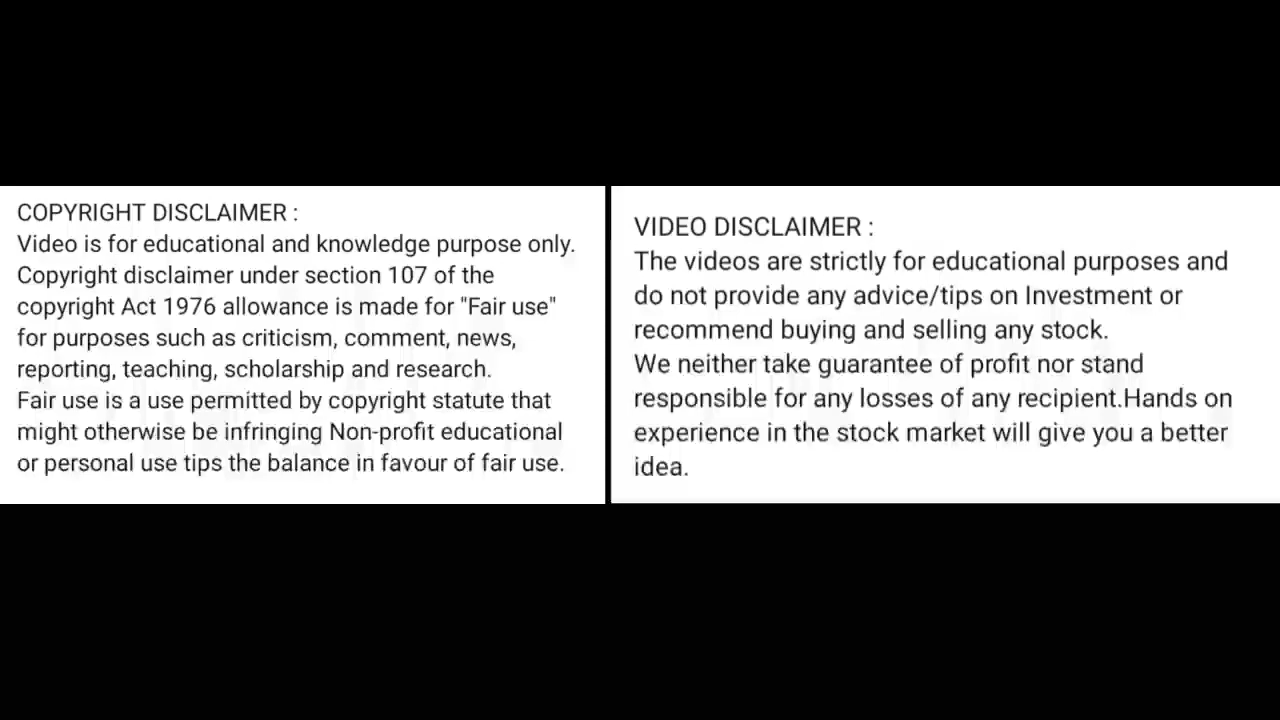 COPYRIGHT DISCLAIMER :
Video is for educational and knowledge purpose only.
Copyright disclaimer under section 107 of the
copyright Act 1976 allowance is made for "Fair use"
for purposes such as criticism, comment, news,
reporting, teaching, scholarship and research.
Fair use is a use permitted by copyright statute that
might otherwise be infringing Non-profit educational
or personal use tips the balance in favour of fair use.
VIDEO DISCLAIMER :
The videos are strictly for educational purposes and
do not provide any advice/tips on Investment or
recommend buying and selling any stock.
We neither take guarantee of profit nor stand
responsible for any losses of any recipient.Hands on
experience in the stock market will give you a better
idea.